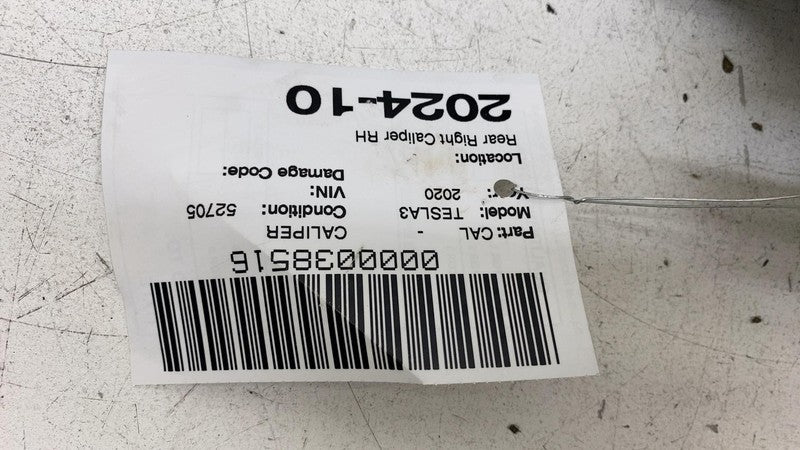 0000038516
Part: CAL - CALIPER
Model: TESLA3 Condition: 52705
Year: 2020 VIN:
Damage Code:
Location:
Rear Right Caliper RH
2024-10